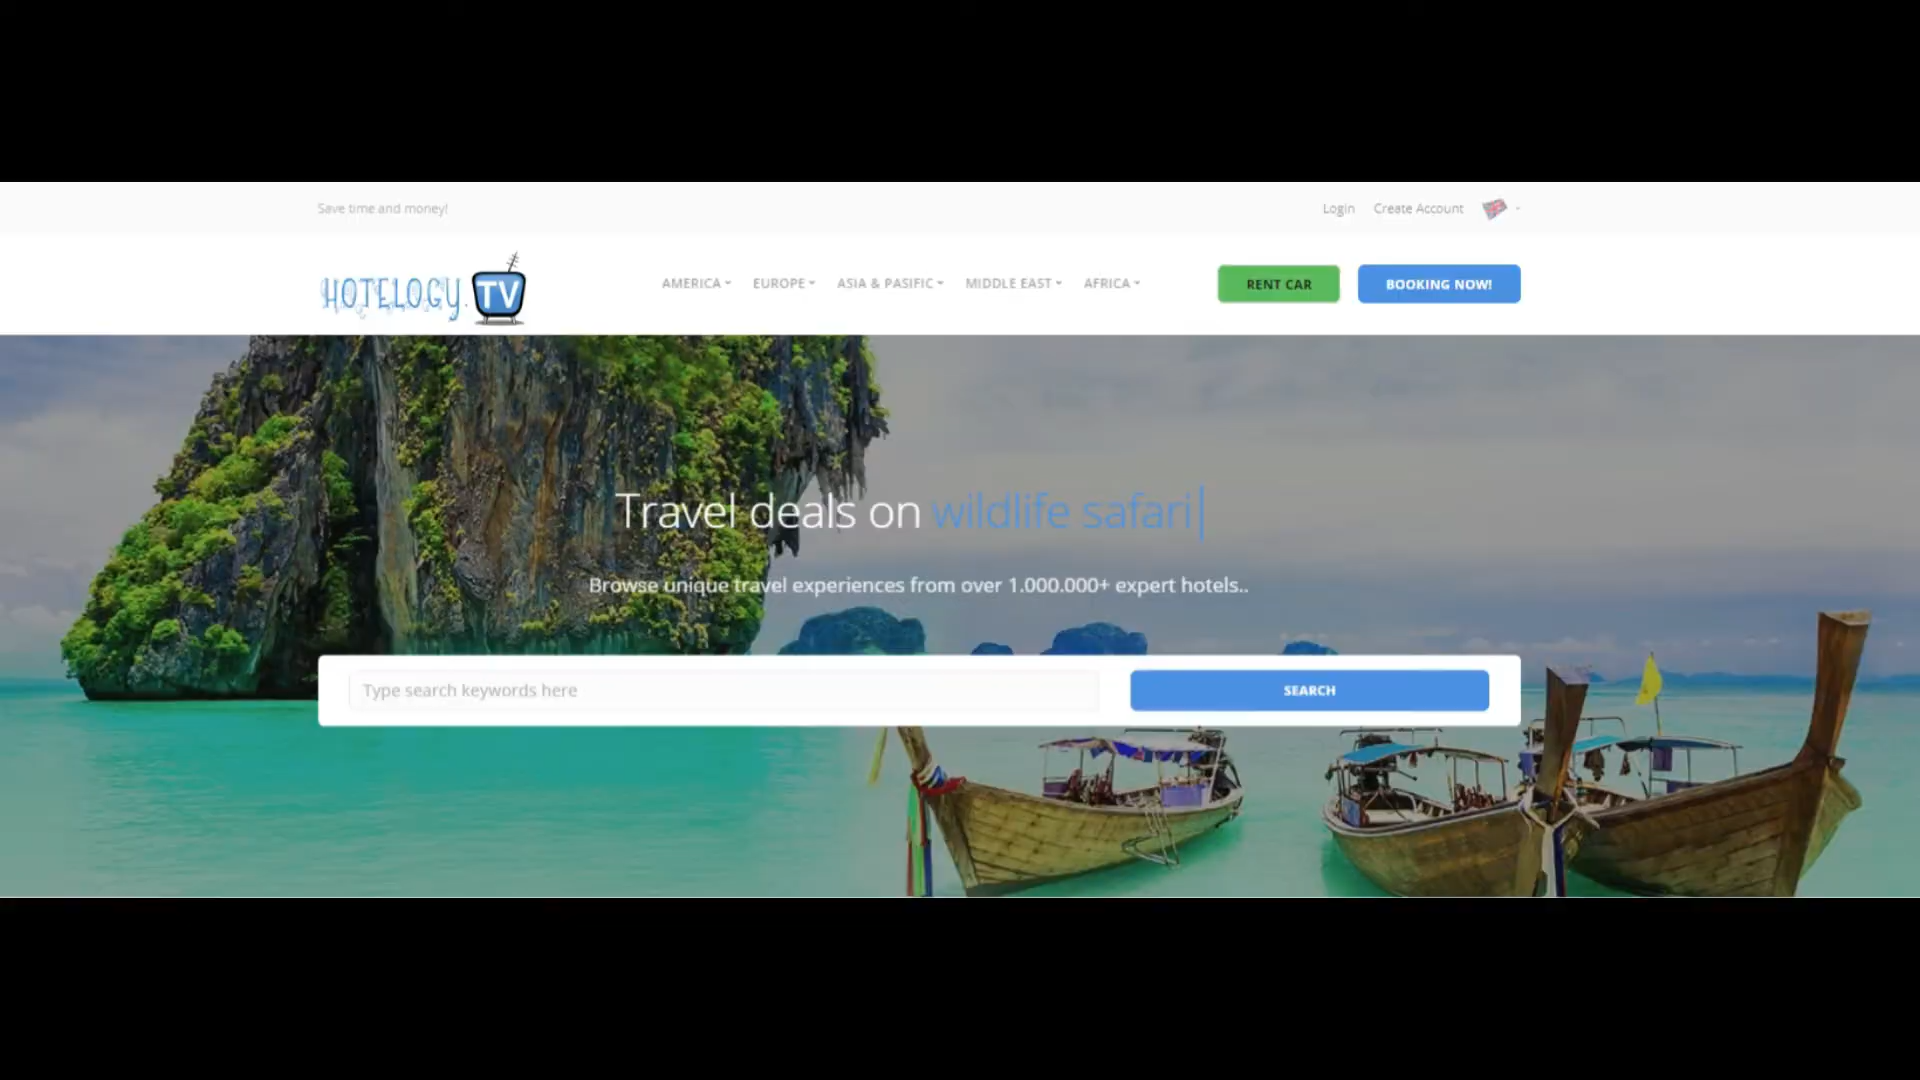 Save time and money!
Login Create Account
HOTELOGY.TV
AMERICA EUROPE ASIA & PASIFIC MIDDLE EAST AFRICA
RENT CAR BOOKING NOW!
Travel deals on wildlife safari|
Browse unique travel experiences from over 1.000.000+ expert hotels..
Type search keywords here SEARCH